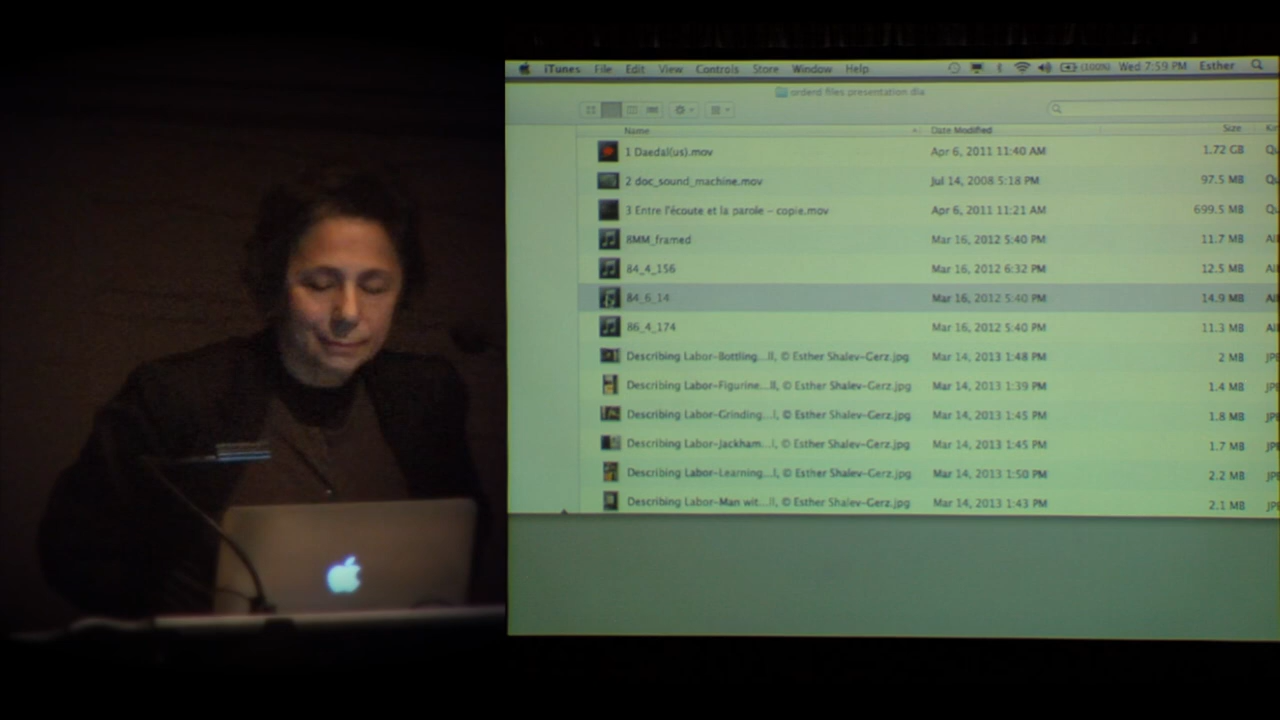 iTunes File Edit View Controls Store Window Help (100%) Wed 7:59 PM Esther
orderd files presentation dia
Name Date Modified Size
1 Daedal(us).mov Apr 6, 2011 11:40 AM 1.72 GB
2 doc_sound_machine.mov Jul 14, 2008 5:18 PM 97.5 MB
3 Entre l'écoute et la parole – copie.mov Apr 6, 2011 11:21 AM 699.5 MB
8MM_framed Mar 16, 2012 5:40 PM 11.7 MB
84_4_156 Mar 16, 2012 6:32 PM 12.5 MB
84_6_14 Mar 16, 2012 5:40 PM 14.9 MB
86_4_174 Mar 16, 2012 5:40 PM 11.3 MB
Describing Labor-Bottling...ll, © Esther Shalev-Gerz.jpg Mar 14, 2013 1:48 PM 2 MB
Describing Labor-Figurine...ll, © Esther Shalev-Gerz.jpg Mar 14, 2013 1:39 PM 1.4 MB
Describing Labor-Grinding...l, © Esther Shalev-Gerz.jpg Mar 14, 2013 1:45 PM 1.8 MB
Describing Labor-Jackham...l, © Esther Shalev-Gerz.jpg Mar 14, 2013 1:45 PM 1.7 MB
Describing Labor-Learning...l, © Esther Shalev-Gerz.jpg Mar 14, 2013 1:50 PM 2.2 MB
Describing Labor-Man wit...ll, © Esther Shalev-Gerz.jpg Mar 14, 2013 1:43 PM 2.1 MB